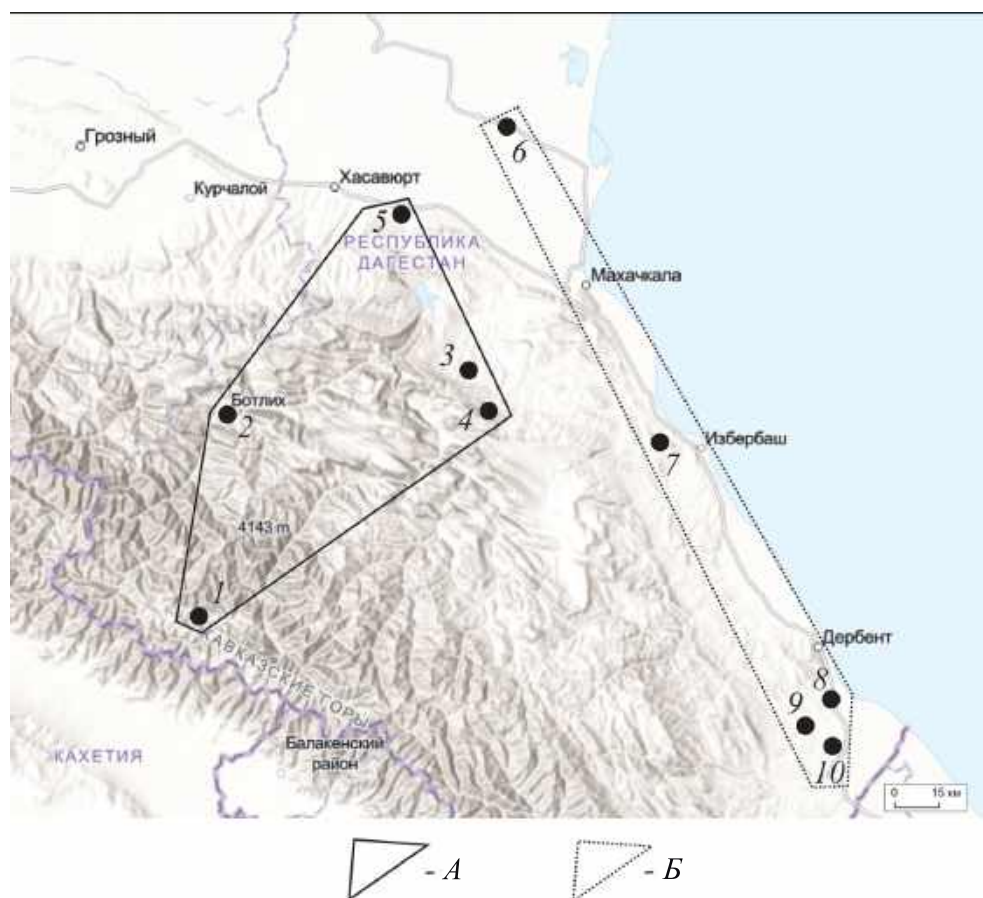 6
Грозный
Хасавюрт
Курчалой
5
РЕСПУБЛИКА
ДАГЕСТАН
Махачкала
3
Ботлих
2
4
Избербаш
7
4143 m
1
КАВКАЗСКИЕ ГОРЫ
Дербент
8
9
Балакенский
район
КАХЕТИЯ
10
0 15 км
- А
- Б